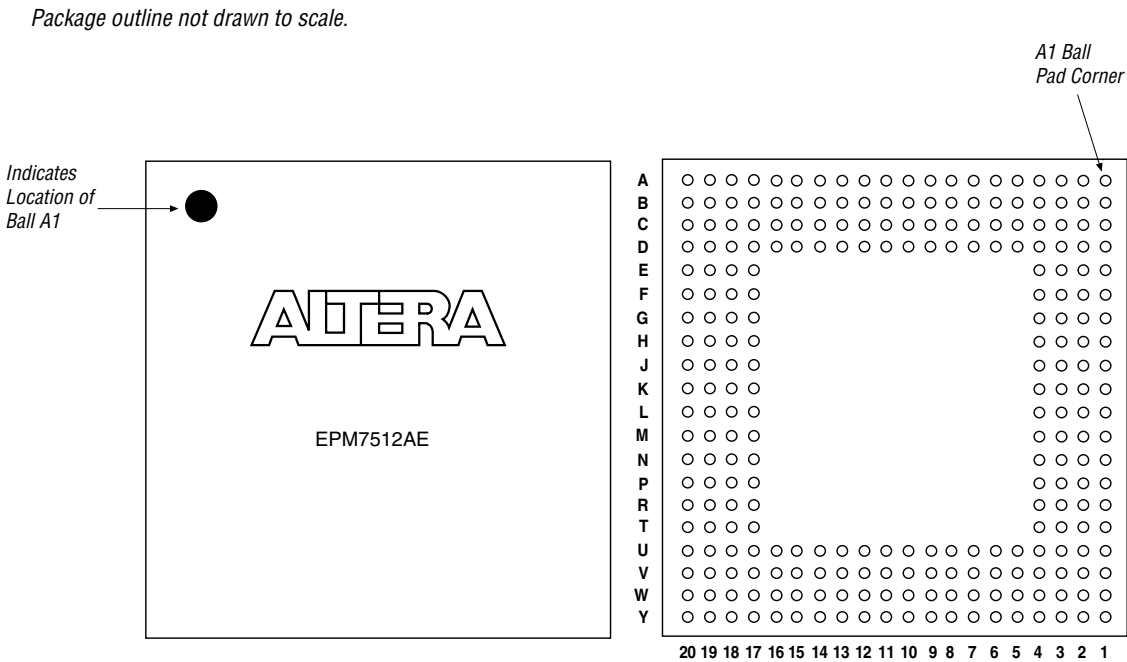 Package outline not drawn to scale.
A1 Ball
Pad Corner
Indicates
Location of
Ball A1
ALTERA
EPM7512AE
A
B
C
D
E
F
G
H
J
K
L
M
N
P
R
T
U
V
W
Y
20 19 18 17 16 15 14 13 12 11 10 9 8 7 6 5 4 3 2 1